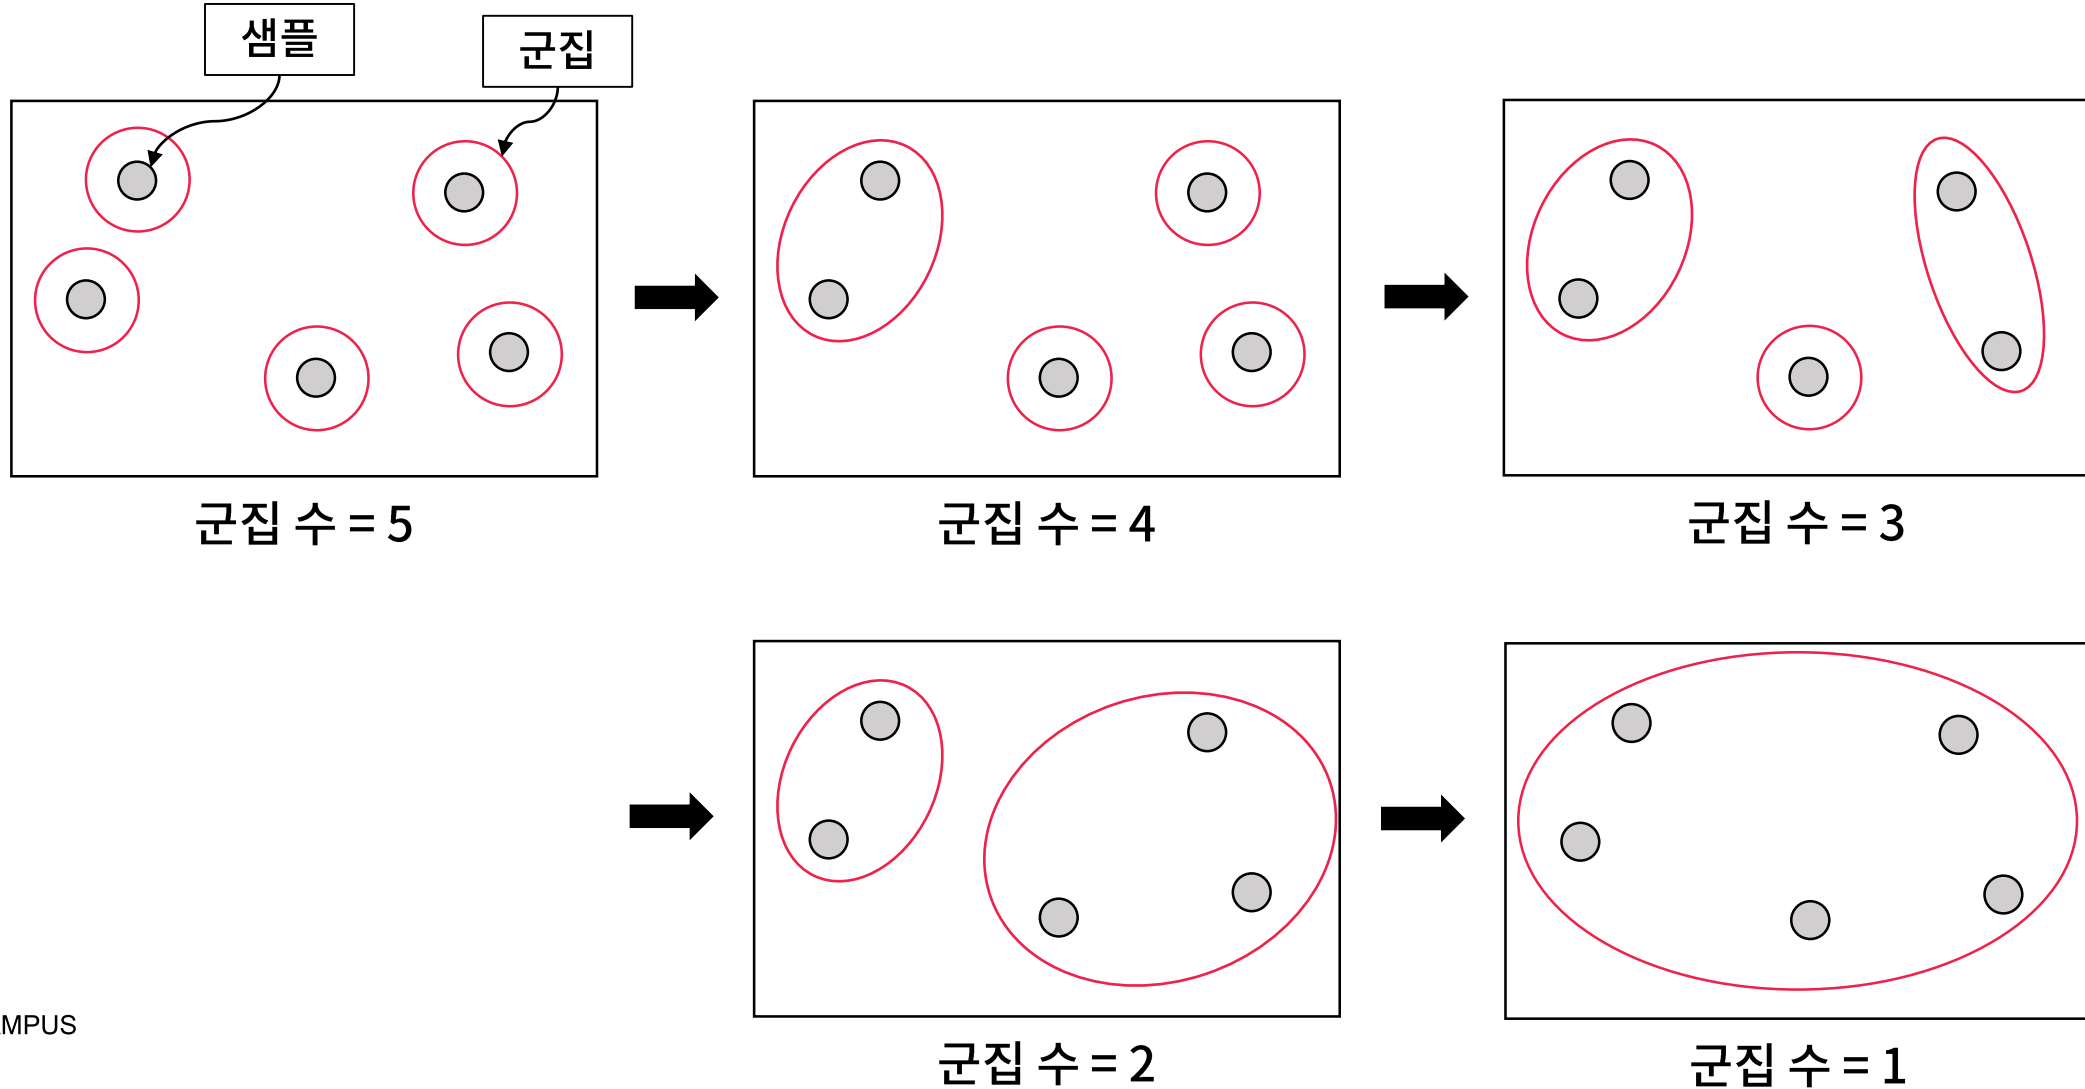 샘플
군집
군집 수 = 5
군집 수 = 4
군집 수 = 3
군집 수 = 2
군집 수 = 1
MPUS